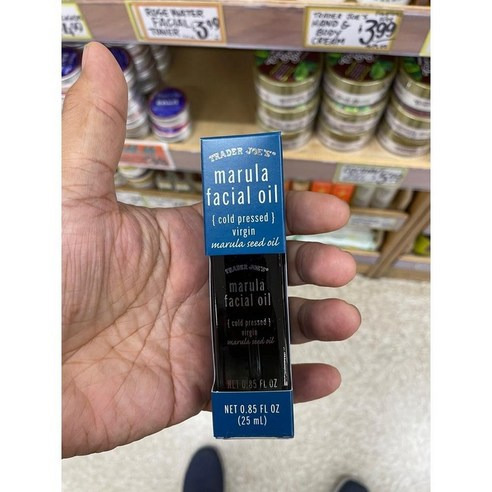 ROSE WATER
FACIAL
TONER
$3.99
TRADER JOE'S
HAND &
BODY
CREAM
$3.99
TRADER JOE'S
marula
facial oil
{ cold pressed }
virgin
marula seed oil
TRADER JOE'S
marula
facial oil
{ cold pressed }
virgin
marula seed oil
NET 0.85 FL OZ
NET 0.85 FL OZ
(25 mL)